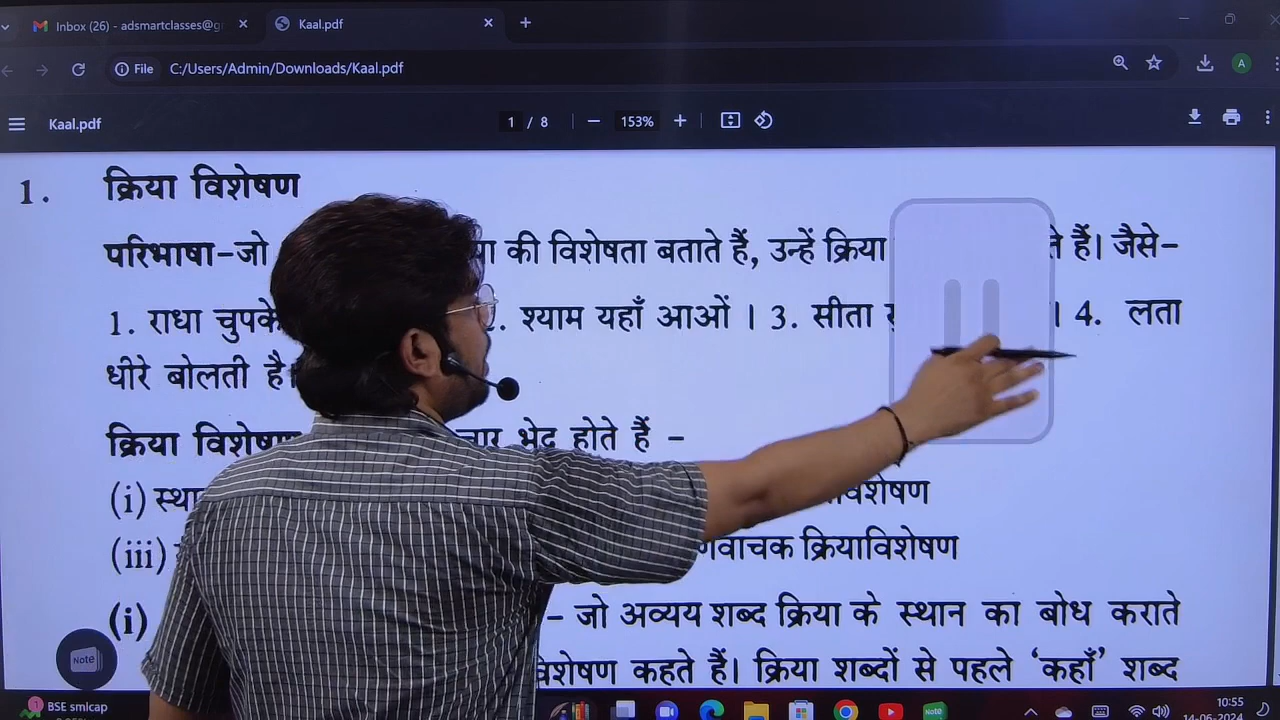 Inbox (26) - adsmartclasses@g
Kaal.pdf
File C:/Users/Admin/Downloads/Kaal.pdf
Kaal.pdf 1 / 8 153%
1. क्रिया विशेषण
परिभाषा-जो की विशेषता बताते हैं, उन्हें क्रिया हैं। जैसे-
1. राधा चुपके श्याम यहाँ आओं । 3. सीता । 4. लता
धीरे बोलती है।
क्रिया विशेषण चार भेद होते हैं -
(i)
(iii) क्रियाविशेषण
(i) - जो अव्यय शब्द क्रिया के स्थान का बोध कराते
विशेषण कहते हैं। क्रिया शब्दों से पहले ‘कहाँ’ शब्द
Note
BSE smlcap
10:55
14-06-2024